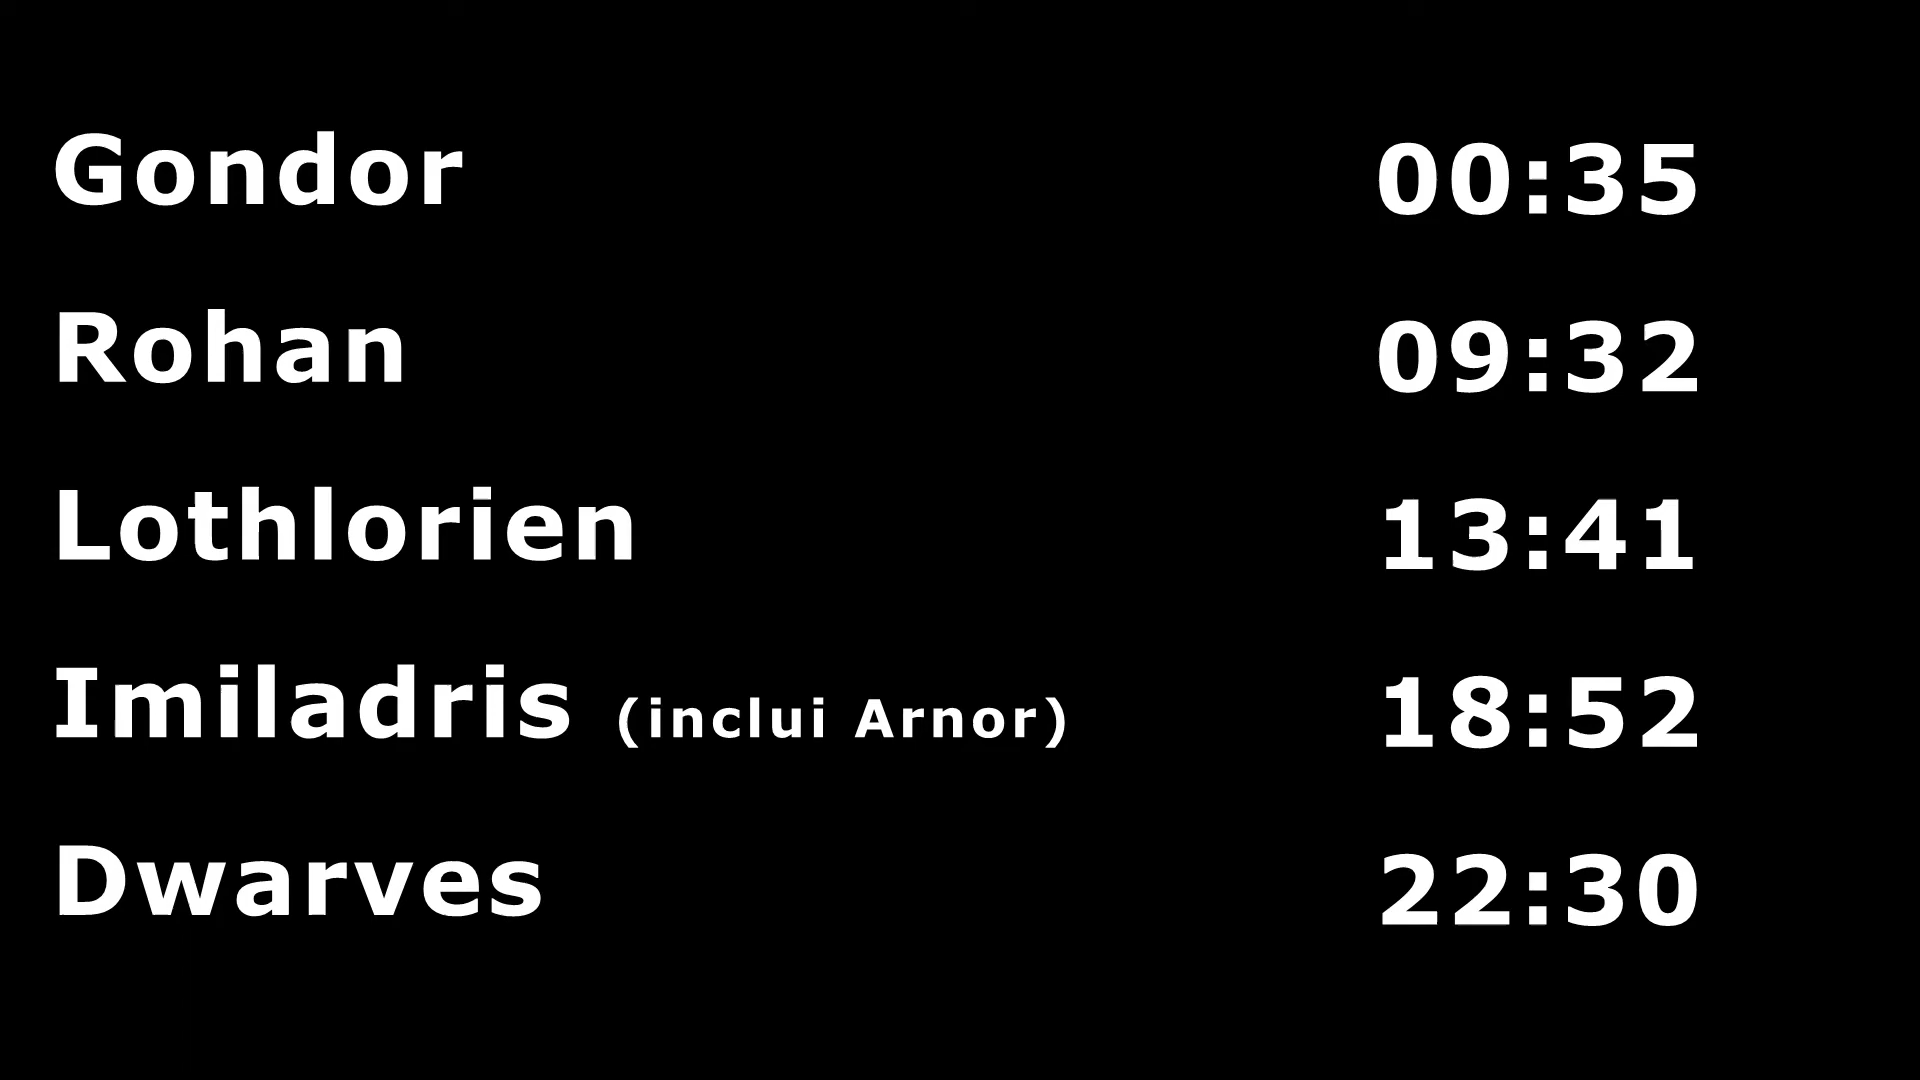 Gondor 00:35
Rohan 09:32
Lothlorien 13:41
Imiladris (inclui Arnor) 18:52
Dwarves 22:30